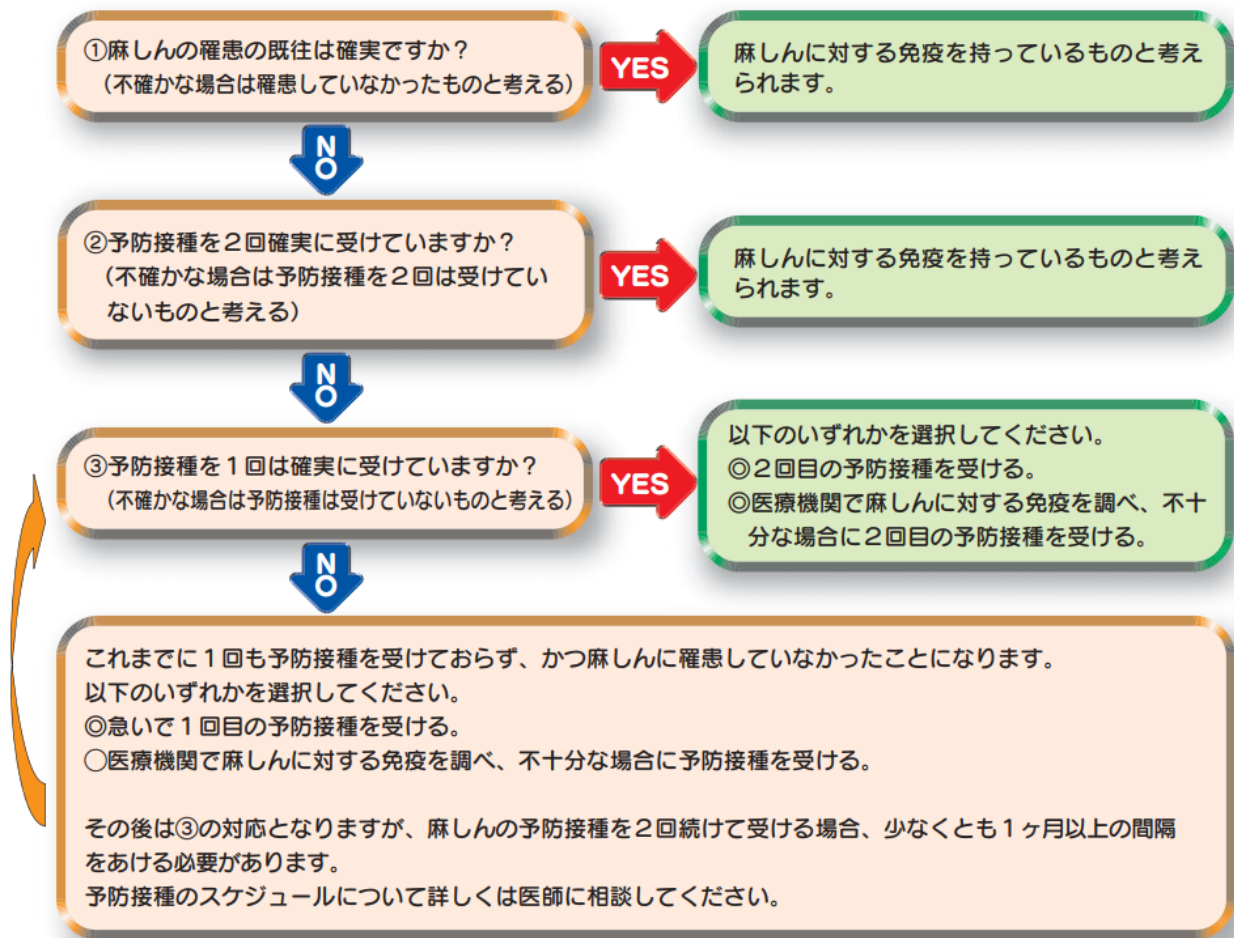 ①麻しんの罹患の既往は確実ですか？
（不確かな場合は罹患していなかったものと考える）
YES
麻しんに対する免疫を持っているものと考え
られます。
NO
②予防接種を２回確実に受けていますか？
（不確かな場合は予防接種を２回は受けてい
ないものと考える）
YES
麻しんに対する免疫を持っているものと考え
られます。
NO
③予防接種を１回は確実に受けていますか？
（不確かな場合は予防接種は受けていないものと考える）
YES
以下のいずれかを選択してください。
◎２回目の予防接種を受ける。
◎医療機関で麻しんに対する免疫を調べ、不十
分な場合に２回目の予防接種を受ける。
NO
これまでに１回も予防接種を受けておらず、かつ麻しんに罹患していなかったことになります。
以下のいずれかを選択してください。
◎急いで１回目の予防接種を受ける。
○医療機関で麻しんに対する免疫を調べ、不十分な場合に予防接種を受ける。
その後は③の対応となりますが、麻しんの予防接種を２回続けて受ける場合、少なくとも１ヶ月以上の間隔
をあける必要があります。
予防接種のスケジュールについて詳しくは医師に相談してください。